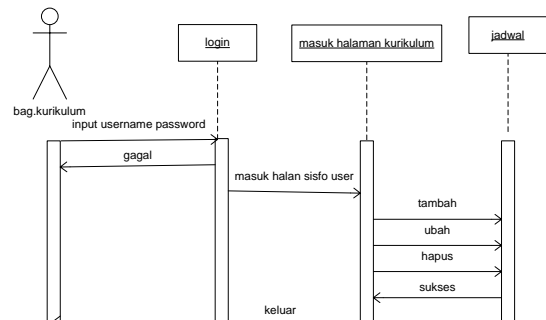 login
masuk halaman kurikulum
jadwal
bag.kurikulum
input username password
gagal
masuk halan sisfo user
tambah
ubah
hapus
sukses
keluar